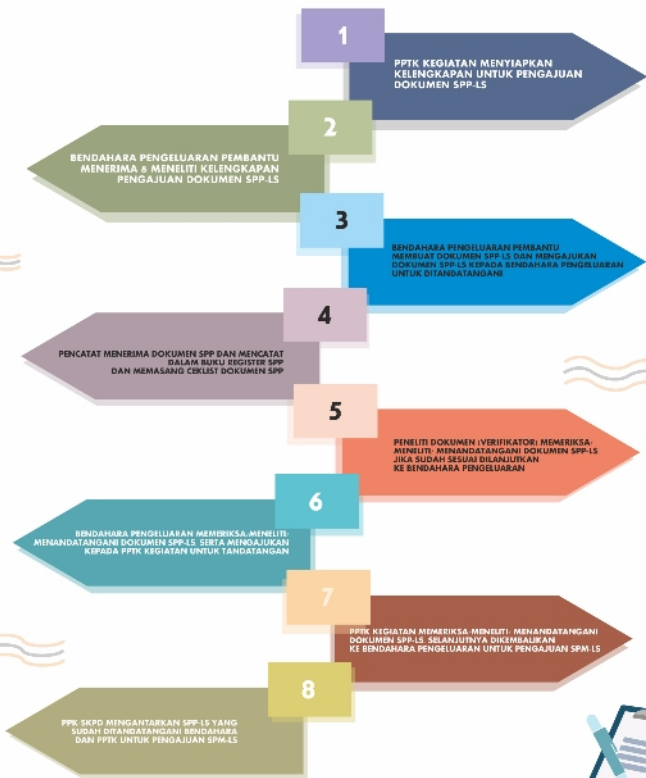 1
PPTK KEGIATAN MENYIAPKAN
KELENGKAPAN UNTUK PENGAJUAN
DOKUMEN SPP-LS
2
BENDAHARA PENGELUARAN PEMBANTU
MENERIMA & MENELITI KELENGKAPAN
PENGAJUAN DOKUMEN SPP-LS
3
BENDAHARA PENGELUARAN PEMBANTU
MEMBUAT DOKUMEN SPP-LS DAN MENGAJUKAN
DOKUMEN SPP-LS KEPADA BENDAHARA PENGELUARAN
UNTUK DITANDATANGANI
4
PENCATAT MENERIMA DOKUMEN SPP DAN MENCATAT
DALAM BUKU REGISTER SPP
DAN MEMASANG CEKLIST DOKUMEN SPP
5
PENELITI DOKUMEN (VERIFIKATOR) MEMERIKSA-
MENELITI- MENANDATANGANI DOKUMEN SPP-LS
JIKA SUDAH SESUAI DILANJUTKAN
KE BENDAHARA PENGELUARAN
6
BENDAHARA PENGELUARAN MEMERIKSA-MENELITI-
MENANDATANGANI DOKUMEN SPP-LS, SERTA MENGAJUKAN
KEPADA PPTK KEGIATAN UNTUK TANDATANGAN
7
PPTK KEGIATAN MEMERIKSA-MENELITI- MENANDATANGANI
DOKUMEN SPP-LS, SELANJUTNYA DIKEMBALIKAN
KE BENDAHARA PENGELUARAN UNTUK PENGAJUAN SPM-LS
8
PPK SKPD MENGANTARKAN SPP-LS YANG
SUDAH DITANDATANGANI BENDAHARA
DAN PPTK UNTUK PENGAJUAN SPM-LS